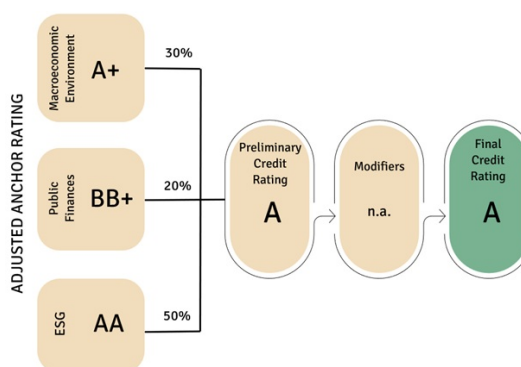 ADJUSTED ANCHOR RATING
Macroeconomic
Environment
A+
30%
Public
Finances
BB+
20%
ESG
AA
50%
Preliminary
Credit
Rating
A
Modifiers
n.a.
Final
Credit
Rating
A